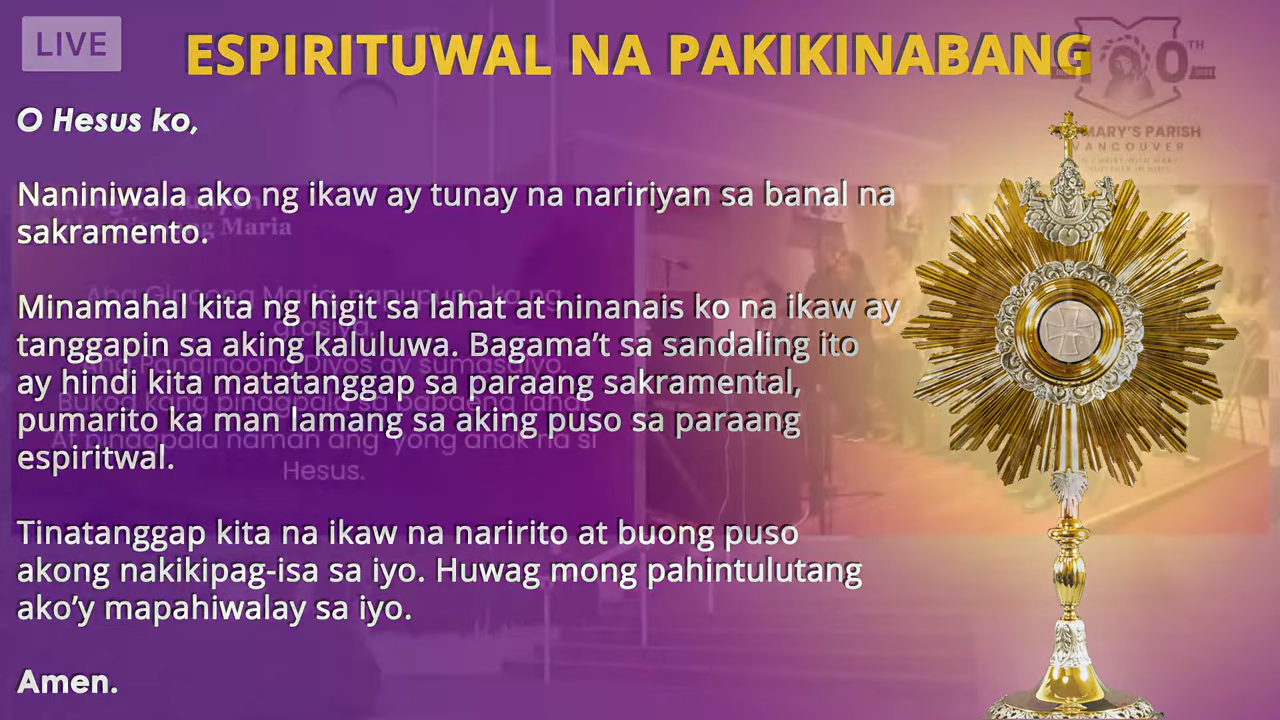 LIVE
ESPIRITUWAL NA PAKIKINABANG
TH
MARY'S PARISH
VANCOUVER
O Hesus ko,
Naniniwala ako ng ikaw ay tunay na naririyan sa banal na
sakramento.
Maria
Minamahal kita ng higit sa lahat at ninanais ko na ikaw ay
tanggapin sa aking kaluluwa. Bagama't sa sandaling ito
ay hindi kita matatanggap sa paraang sakramental,
pumarito ka man lamang sa aking puso sa paraang
espiritwal.
Hesus.
Tinatanggap kita na ikaw na naririto at buong puso
akong nakikipag-isa sa iyo. Huwag mong pahintulutang
ako'y mapahiwalay sa iyo.
Amen.